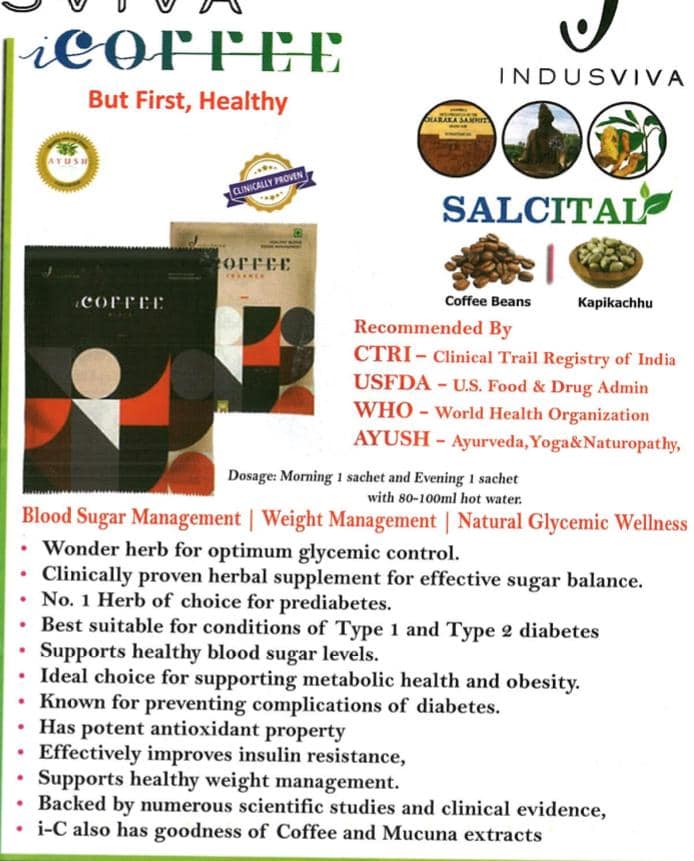 SVIVA
iCOFFEE
But First, Healthy
INDUSVIVA
AYUSH
CLINICALLY PROVEN
CHARAKA SAMHITA
SALCITAL
Coffee Beans
Kapikachhu
iCOFFEE
COFFEE
Recommended By
CTRI – Clinical Trail Registry of India
USFDA – U.S. Food & Drug Admin
WHO – World Health Organization
AYUSH – Ayurveda,Yoga&Naturopathy,
Dosage: Morning 1 sachet and Evening 1 sachet
with 80-100ml hot water.
Blood Sugar Management | Weight Management | Natural Glycemic Wellness
• Wonder herb for optimum glycemic control.
• Clinically proven herbal supplement for effective sugar balance.
• No. 1 Herb of choice for prediabetes.
• Best suitable for conditions of Type 1 and Type 2 diabetes
• Supports healthy blood sugar levels.
• Ideal choice for supporting metabolic health and obesity.
• Known for preventing complications of diabetes.
• Has potent antioxidant property
• Effectively improves insulin resistance,
• Supports healthy weight management.
• Backed by numerous scientific studies and clinical evidence,
• i-C also has goodness of Coffee and Mucuna extracts